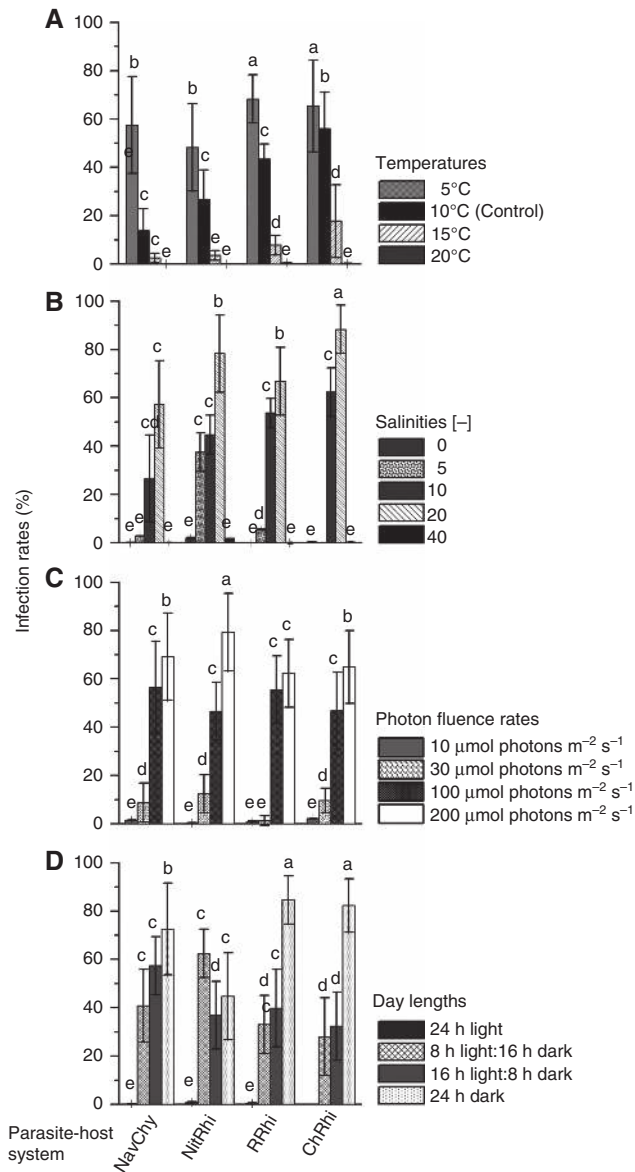 A
100
80
60
40
20
0
b
e
c
e
e
b
c
e
e
a
c
d
e
a
b
d
e
Temperatures
5°C
10°C (Control)
15°C
20°C
B
100
80
60
40
20
0
e
e
cd
c
e
e
c
c
b
e
e
d
c
b
e
e
c
a
e
Salinities [–]
0
5
10
20
40
Infection rates (%)
C
100
80
60
40
20
0
e
d
c
b
e
d
c
a
e
e
c
c
e
d
c
b
Photon fluence rates
10 μmol photons m⁻² s⁻¹
30 μmol photons m⁻² s⁻¹
100 μmol photons m⁻² s⁻¹
200 μmol photons m⁻² s⁻¹
D
100
80
60
40
20
0
e
c
c
b
e
c
d
c
e
d
c
a
d
d
a
Day lengths
24 h light
8 h light:16 h dark
16 h light:8 h dark
24 h dark
Parasite-host
system
NavChy
NitRhi
RRhi
ChRhi